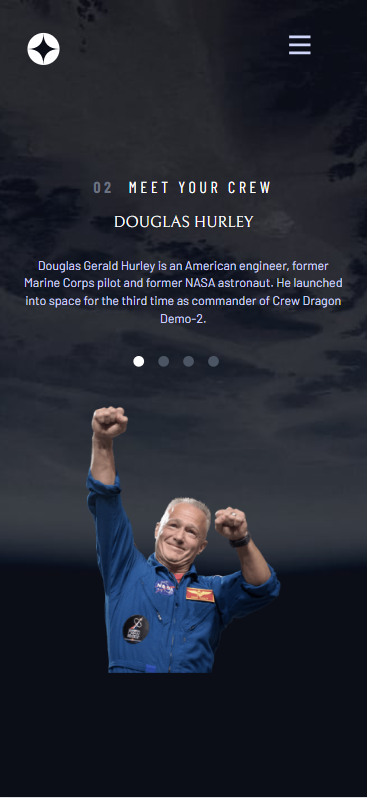 02 MEET YOUR CREW
DOUGLAS HURLEY
Douglas Gerald Hurley is an American engineer, former
Marine Corps pilot and former NASA astronaut. He launched
into space for the third time as commander of Crew Dragon
Demo-2.
NASA